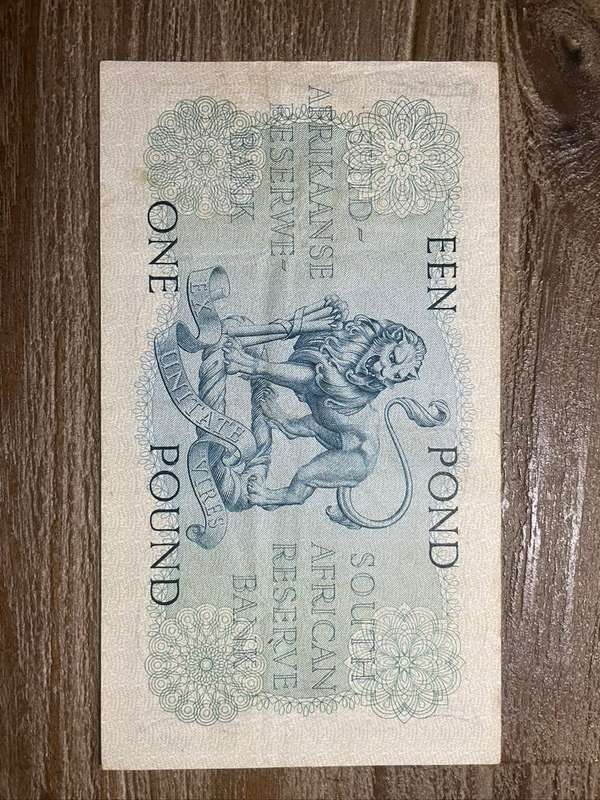 EEN POND
SUID-
AFRIKAANSE
RESERWE-
BANK
SOUTH
AFRICAN
RESERVE
BANK
EX
UNITATE
VIRES
ONE POUND